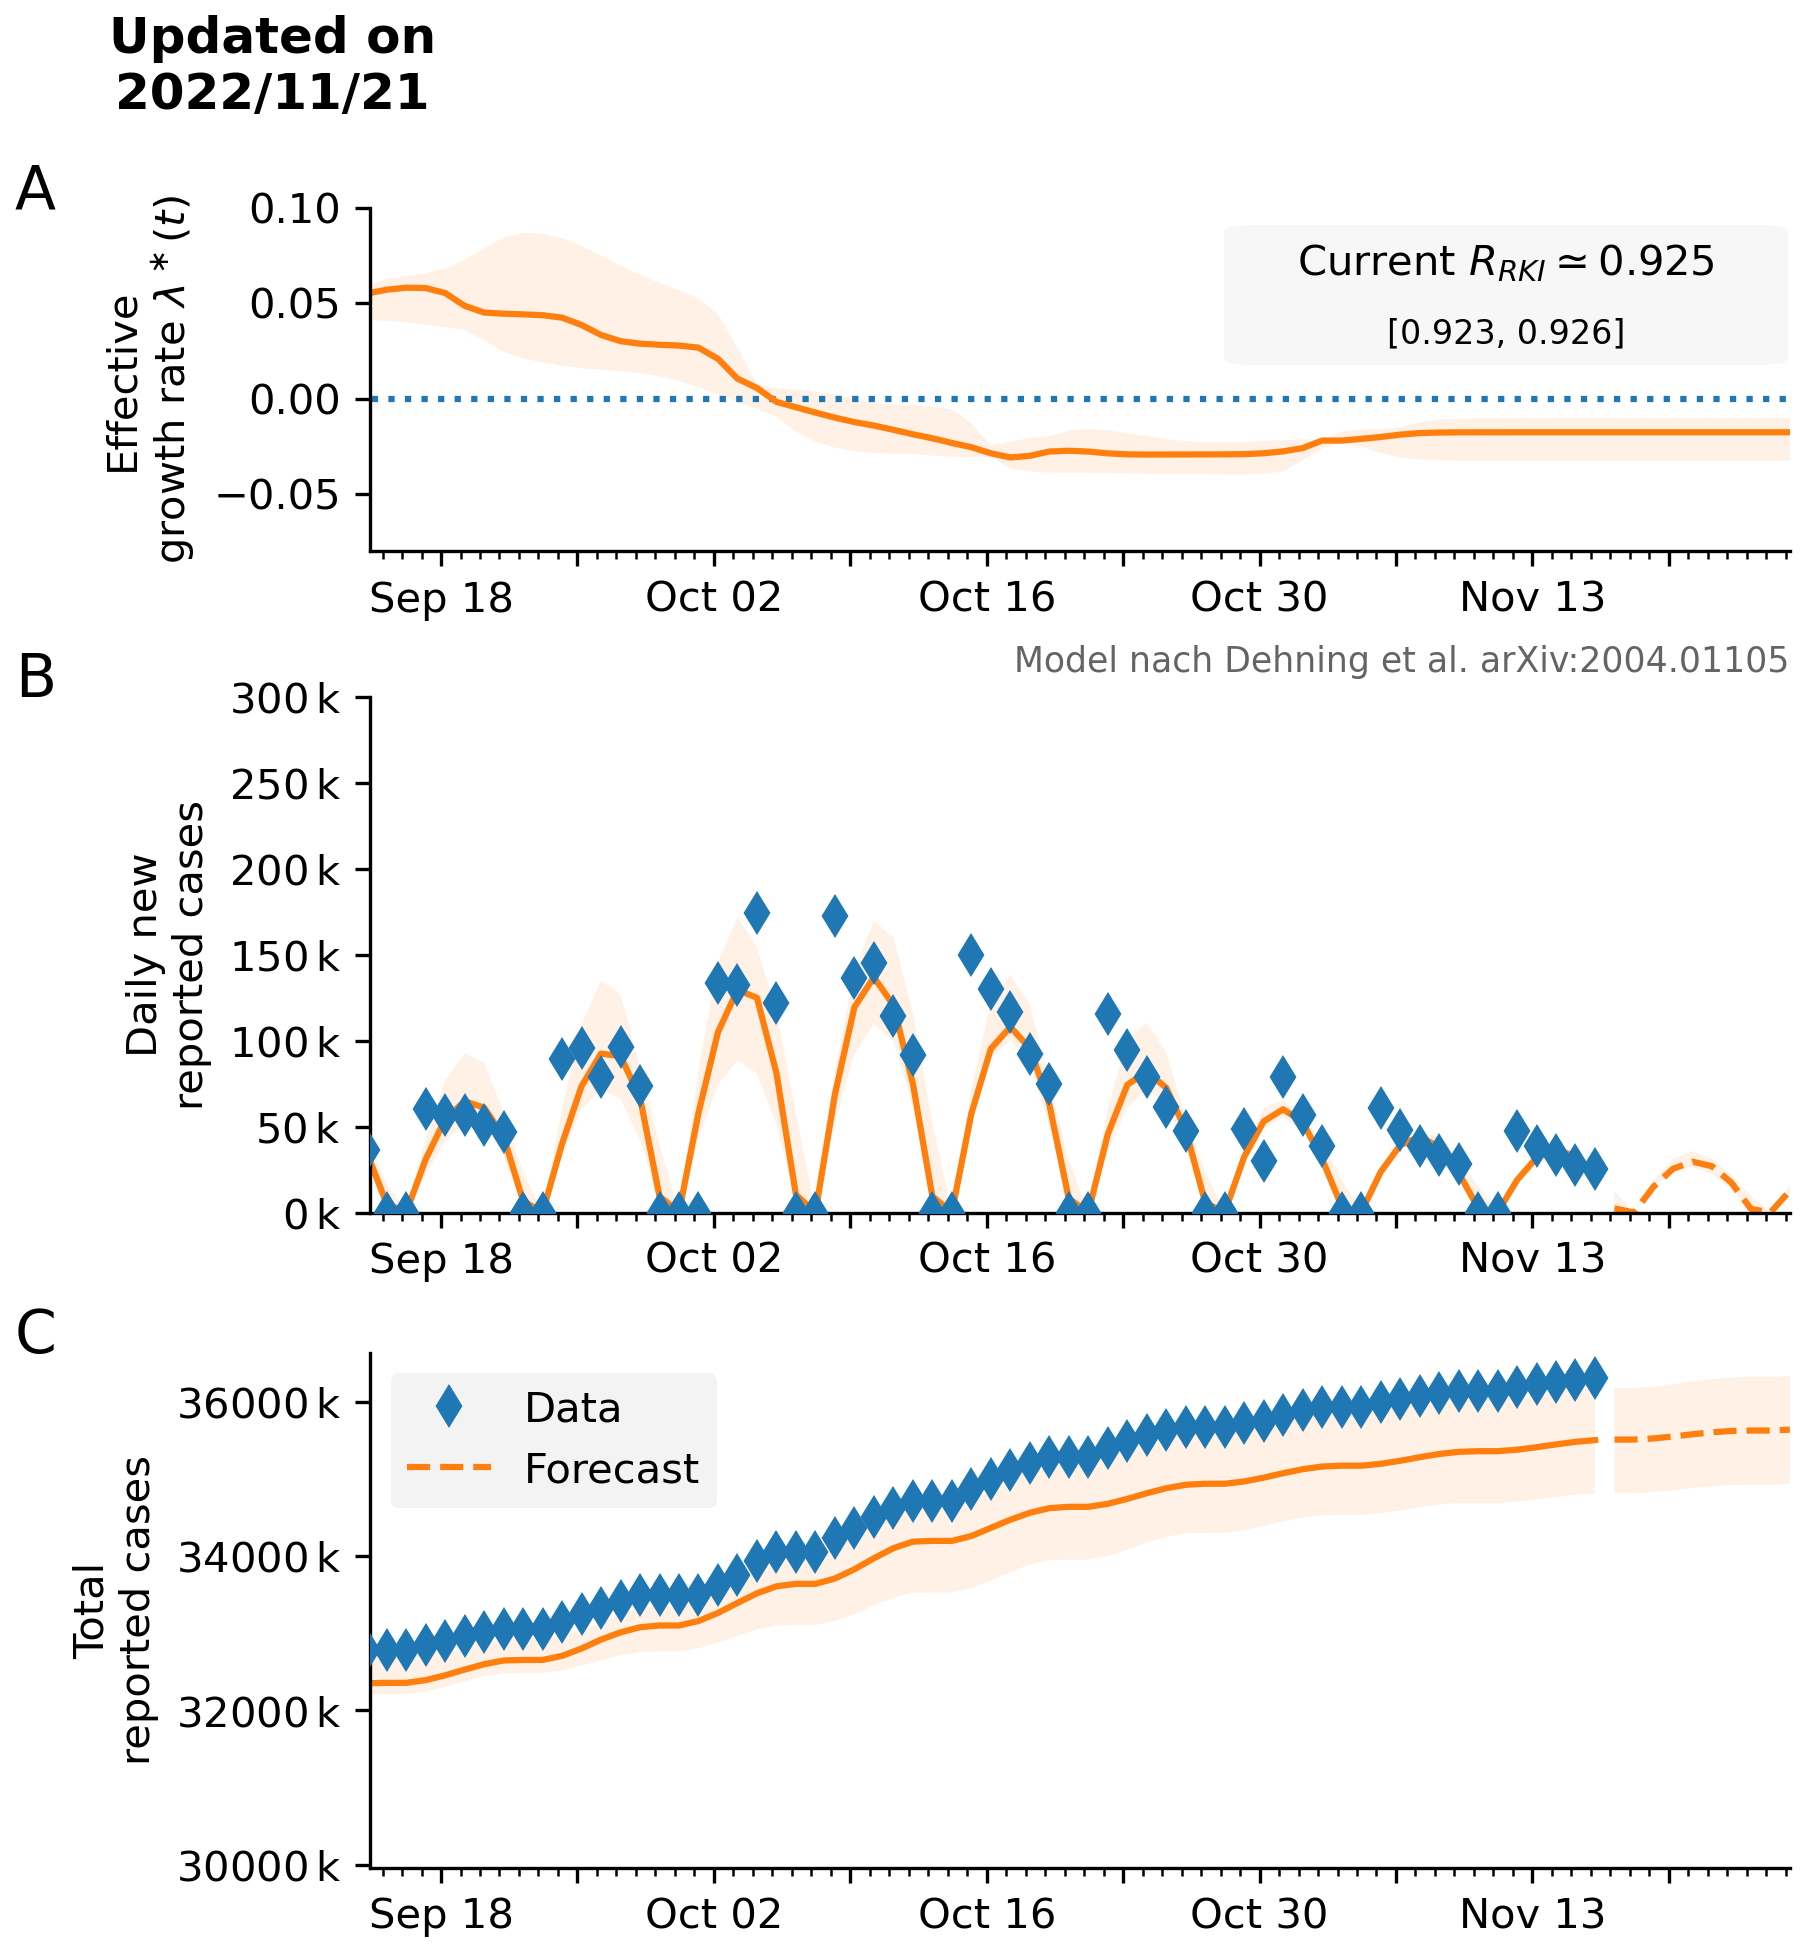 Updated on
2022/11/21
A
Effective
growth rate λ * (t)
0.10
0.05
0.00
−0.05
Current R_RKI ≃ 0.925
[0.923, 0.926]
Sep 18 Oct 02 Oct 16 Oct 30 Nov 13
Model nach Dehning et al. arXiv:2004.01105
B
Daily new
reported cases
300 k
250 k
200 k
150 k
100 k
50 k
0 k
Sep 18 Oct 02 Oct 16 Oct 30 Nov 13
C
Total
reported cases
36000 k
34000 k
32000 k
30000 k
Data
Forecast
Sep 18 Oct 02 Oct 16 Oct 30 Nov 13